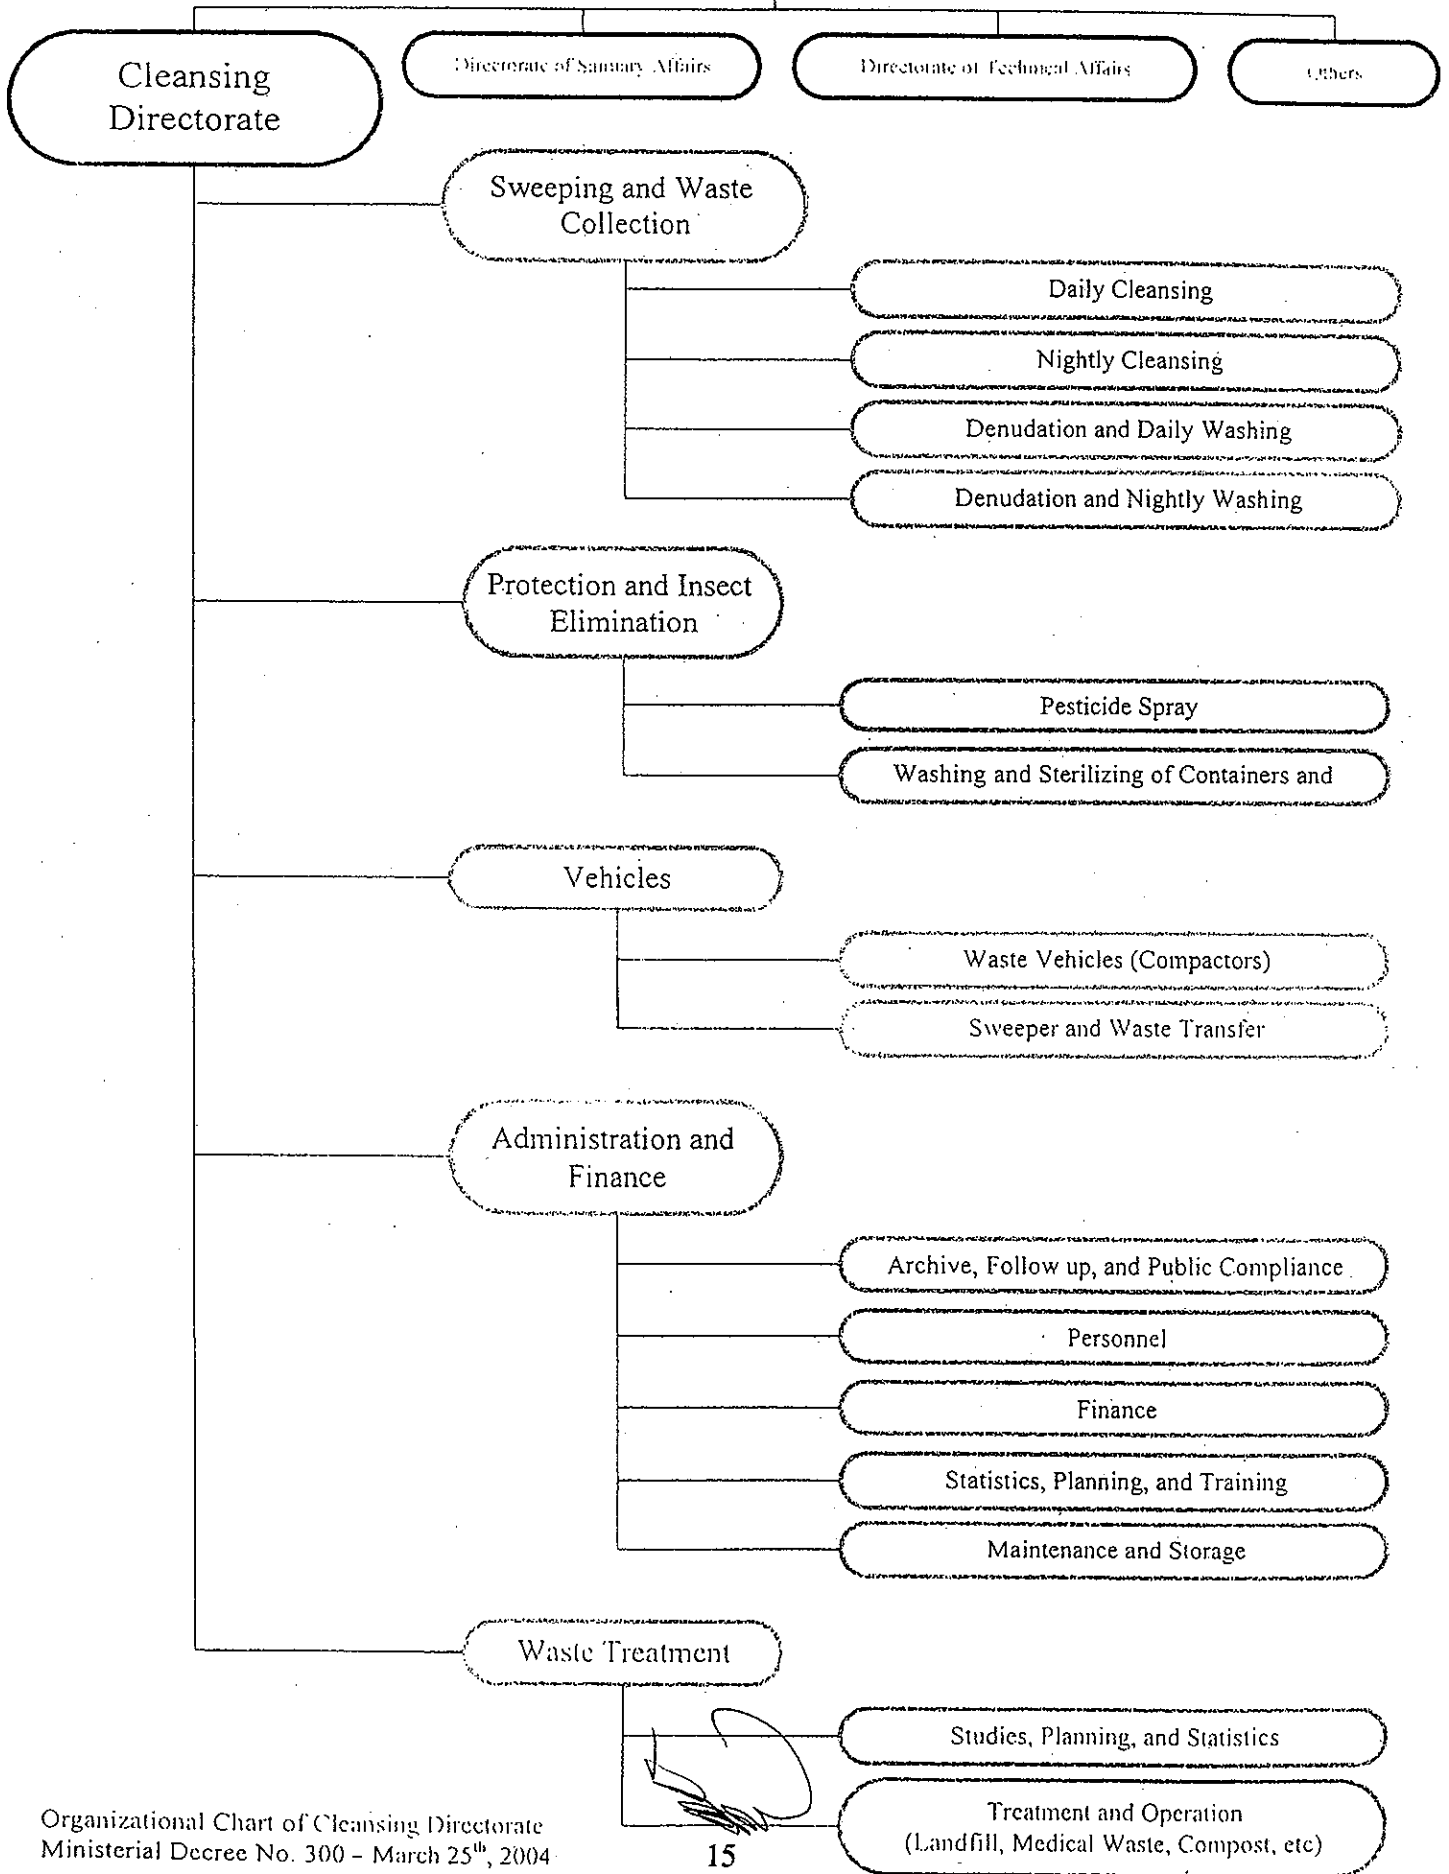 Cleansing
Directorate
Directorate of Sanitary Affairs
Directorate of Technical Affairs
Others
Sweeping and Waste
Collection
Daily Cleansing
Nightly Cleansing
Denudation and Daily Washing
Denudation and Nightly Washing
Protection and Insect
Elimination
Pesticide Spray
Washing and Sterilizing of Containers and
Vehicles
Waste Vehicles (Compactors)
Sweeper and Waste Transfer
Administration and
Finance
Archive, Follow up, and Public Compliance
Personnel
Finance
Statistics, Planning, and Training
Maintenance and Storage
Waste Treatment
Studies, Planning, and Statistics
Treatment and Operation
(Landfill, Medical Waste, Compost, etc)
Organizational Chart of Cleansing Directorate
Ministerial Decree No. 300 – March 25th, 2004
15